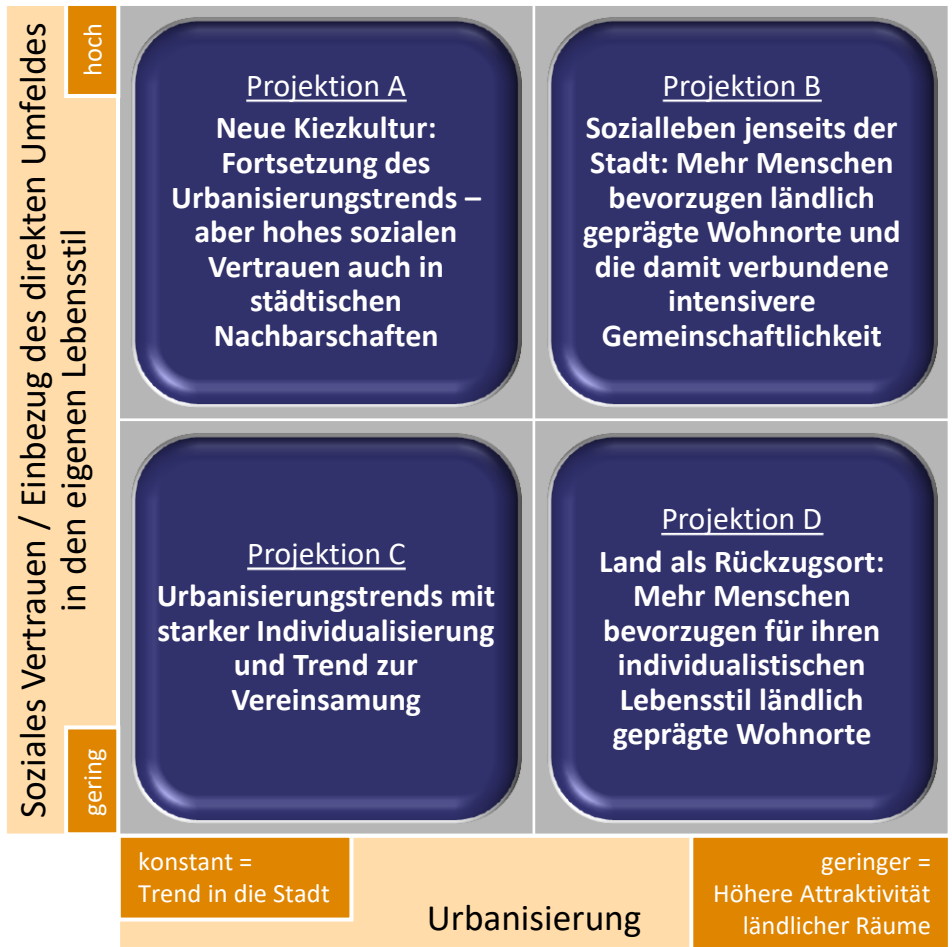 Soziales Vertrauen / Einbezug des direkten Umfeldes
in den eigenen Lebensstil
hoch
gering
Projektion A
Neue Kiezkultur:
Fortsetzung des
Urbanisierungstrends –
aber hohes sozialen
Vertrauen auch in
städtischen
Nachbarschaften
Projektion B
Sozialleben jenseits der
Stadt: Mehr Menschen
bevorzugen ländlich
geprägte Wohnorte und
die damit verbundene
intensivere
Gemeinschaftlichkeit
Projektion C
Urbanisierungstrends mit
starker Individualisierung
und Trend zur
Vereinsamung
Projektion D
Land als Rückzugsort:
Mehr Menschen
bevorzugen für ihren
individualistischen
Lebensstil ländlich
geprägte Wohnorte
konstant =
Trend in die Stadt
Urbanisierung
geringer =
Höhere Attraktivität
ländlicher Räume